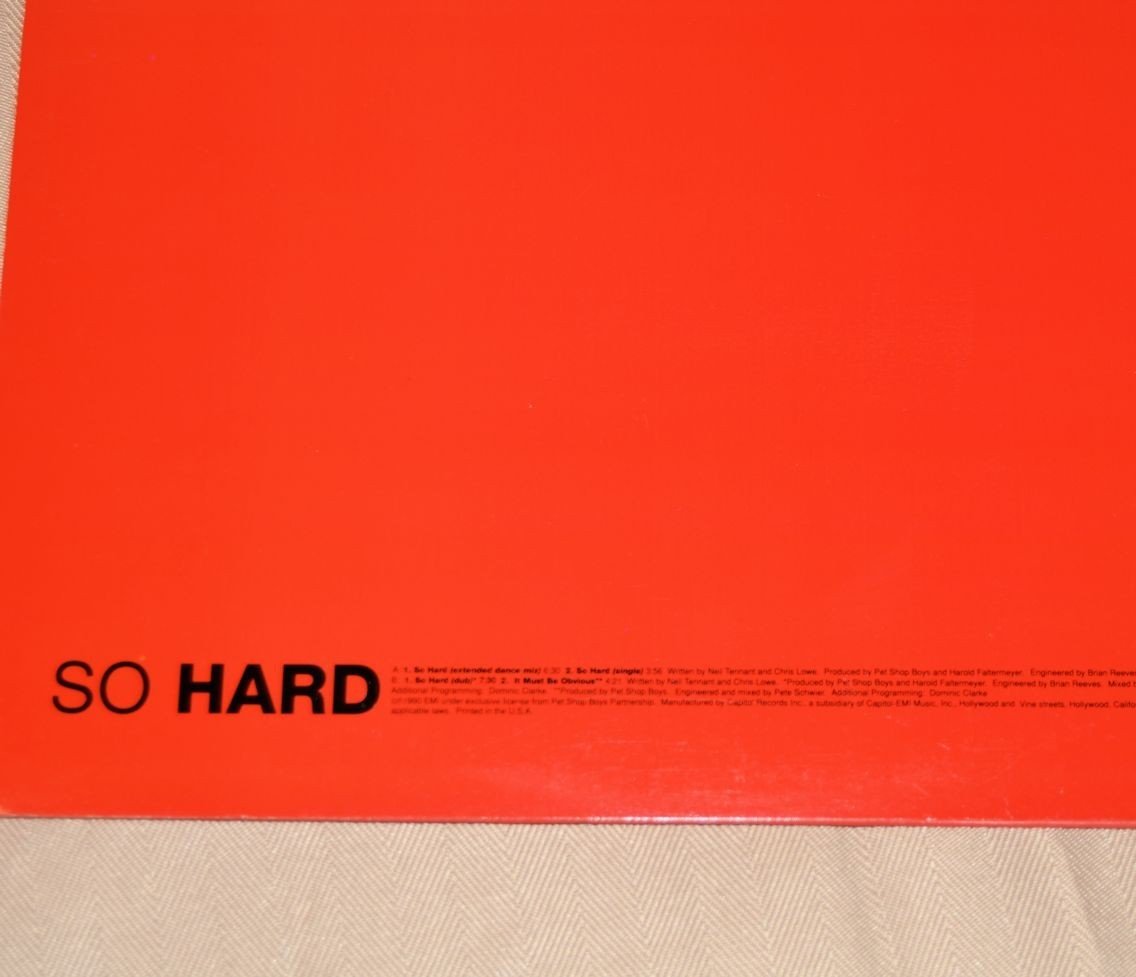 SO HARD
A. 1. So Hard (extended dance mix) 6:30 2. So Hard (single) 3:56 Written by Neil Tennant and Chris Lowe. Produced by Pet Shop Boys and Harold Faltermeyer. Engineered by Brian Reeves
B. 1. So Hard (dub)* 7:30 2. It Must Be Obvious** 4:21 Written by Neil Tennant and Chris Lowe. *Produced by Pet Shop Boys and Harold Faltermeyer. Engineered by Brian Reeves. Mixed
Additional Programming: Dominic Clarke. **Produced by Pet Shop Boys. Engineered and mixed by Pete Schwier. Additional Programming: Dominic Clarke
1990 EMI under exclusive license from Pet Shop Boys Partnership. Manufactured by Capitol Records Inc., a subsidiary of Capitol-EMI Music, Inc., Hollywood and Vine streets, Hollywood,
applicable laws. Printed in the U.S.A.